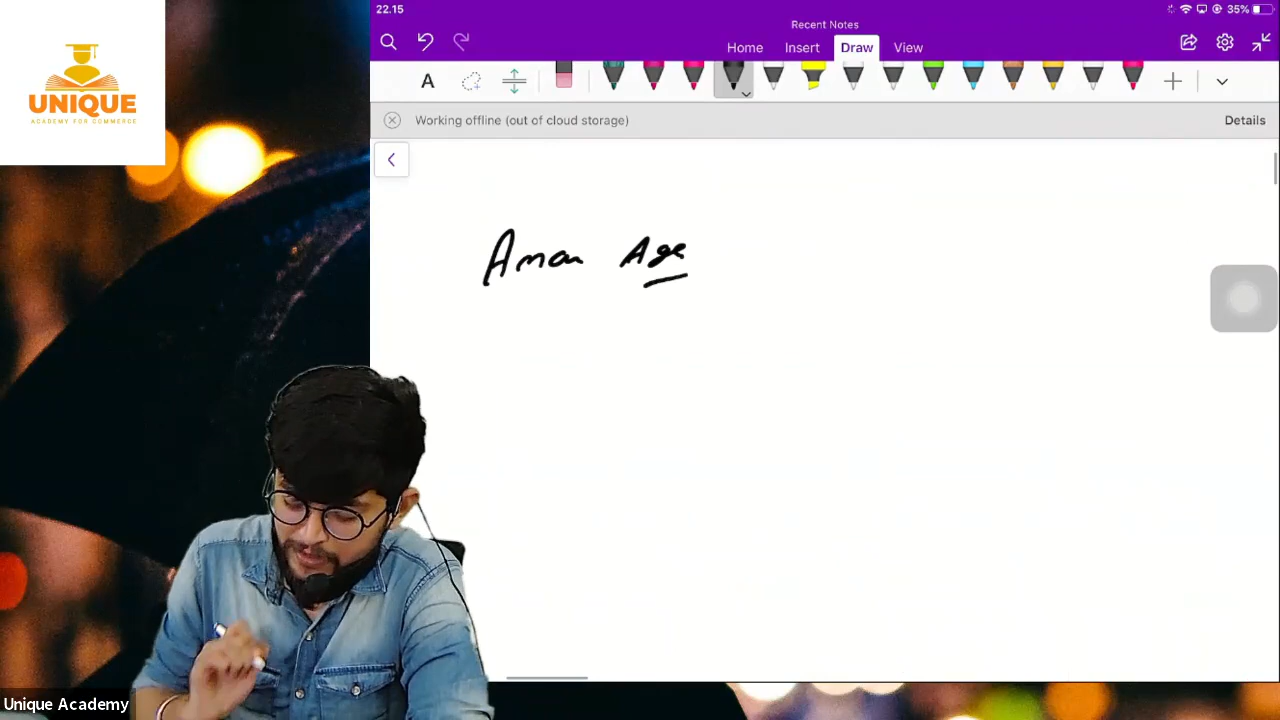 22.15
35%
Recent Notes
Home Insert Draw View
A
UNIQUE
ACADEMY FOR COMMERCE
Working offline (out of cloud storage)
Details
Aman Age
Unique Academy